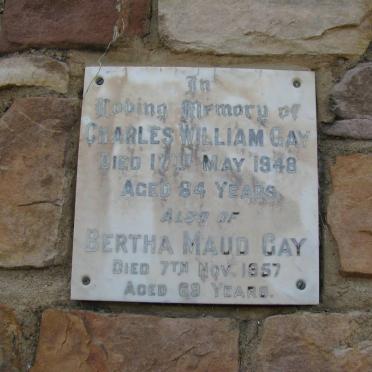 In
Loving Memory of
CHARLES WILLIAM GAY
DIED 17TH MAY 1948
AGED 84 YEARS.
ALSO OF
BERTHA MAUD GAY
DIED 7TH NOV. 1957
AGED 69 YEARS.